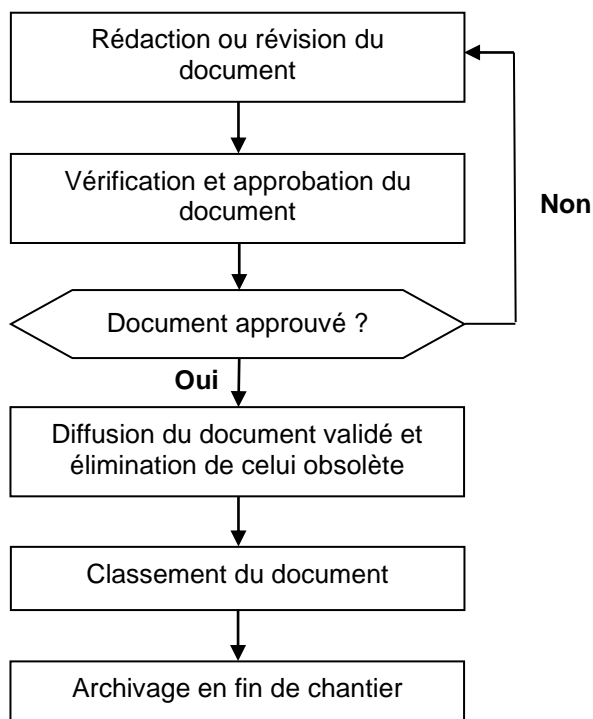 Rédaction ou révision du
document
Vérification et approbation du
document
Non
Document approuvé ?
Oui
Diffusion du document validé et
élimination de celui obsolète
Classement du document
Archivage en fin de chantier